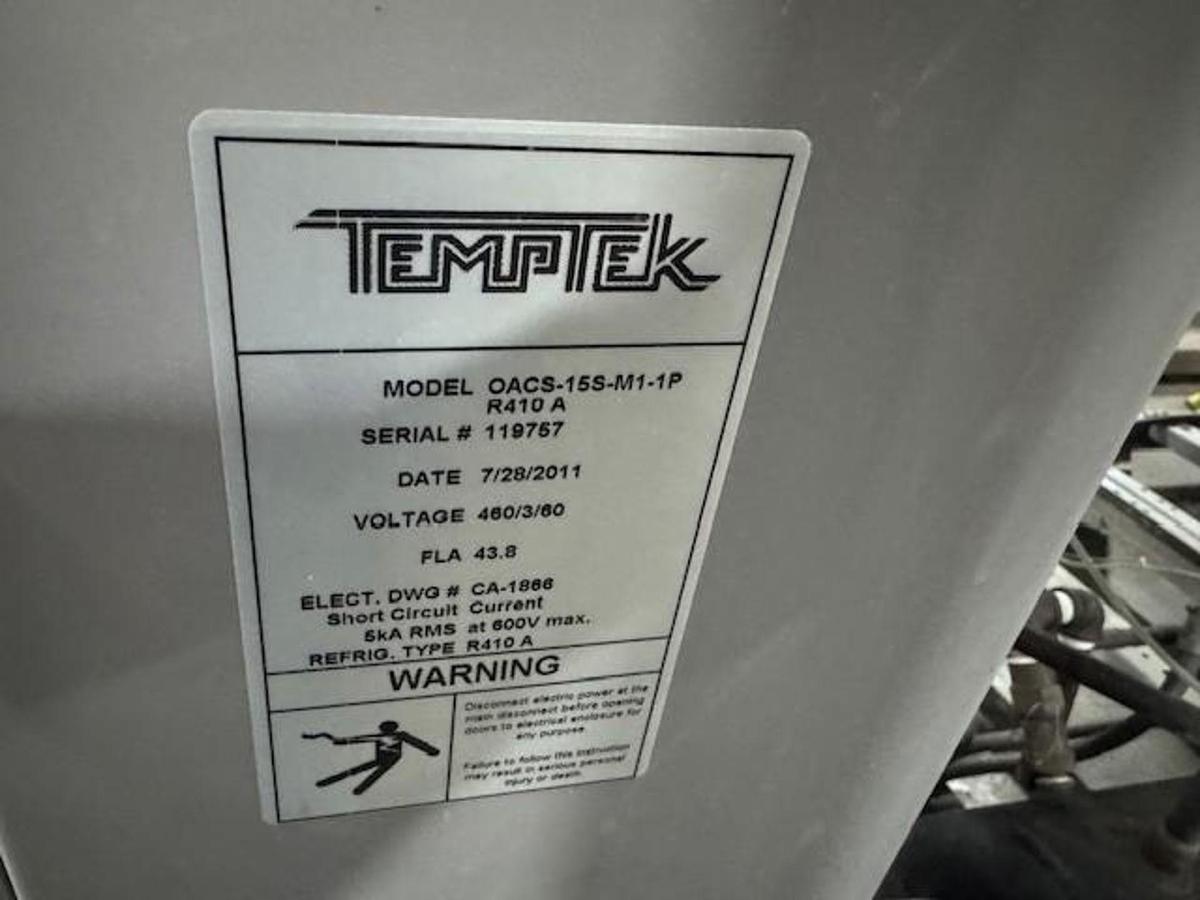 TEMPTEK
MODEL OACS-15S-M1-1P
R410 A
SERIAL # 119757
DATE 7/28/2011
VOLTAGE 460/3/60
FLA 43.8
ELECT. DWG # CA-1866
Short Circuit Current
5kA RMS at 600V max.
REFRIG. TYPE R410 A
WARNING
Disconnect electric power at the
main disconnect before opening
doors to electrical enclosure for
any purpose.
Failure to follow this instruction
may result in serious personal
injury or death.